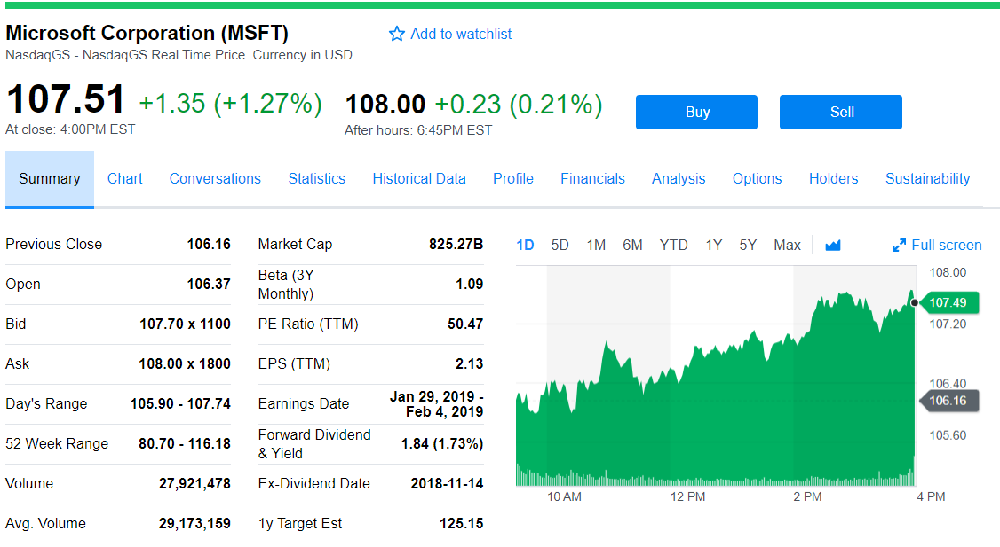 Microsoft Corporation (MSFT)
Add to watchlist
NasdaqGS - NasdaqGS Real Time Price. Currency in USD
107.51 +1.35 (+1.27%)
At close: 4:00PM EST
108.00 +0.23 (0.21%)
After hours: 6:45PM EST
Buy
Sell
Summary Chart Conversations Statistics Historical Data Profile Financials Analysis Options Holders Sustainability
Previous Close 106.16
Open 106.37
Bid 107.70 x 1100
Ask 108.00 x 1800
Day's Range 105.90 - 107.74
52 Week Range 80.70 - 116.18
Volume 27,921,478
Avg. Volume 29,173,159
Market Cap 825.27B
Beta (3Y
Monthly) 1.09
PE Ratio (TTM) 50.47
EPS (TTM) 2.13
Earnings Date Jan 29, 2019 -
Feb 4, 2019
Forward Dividend
& Yield 1.84 (1.73%)
Ex-Dividend Date 2018-11-14
1y Target Est 125.15
1D 5D 1M 6M YTD 1Y 5Y Max
Full screen
108.00
107.49
107.20
106.40
106.16
105.60
10 AM 12 PM 2 PM 4 PM